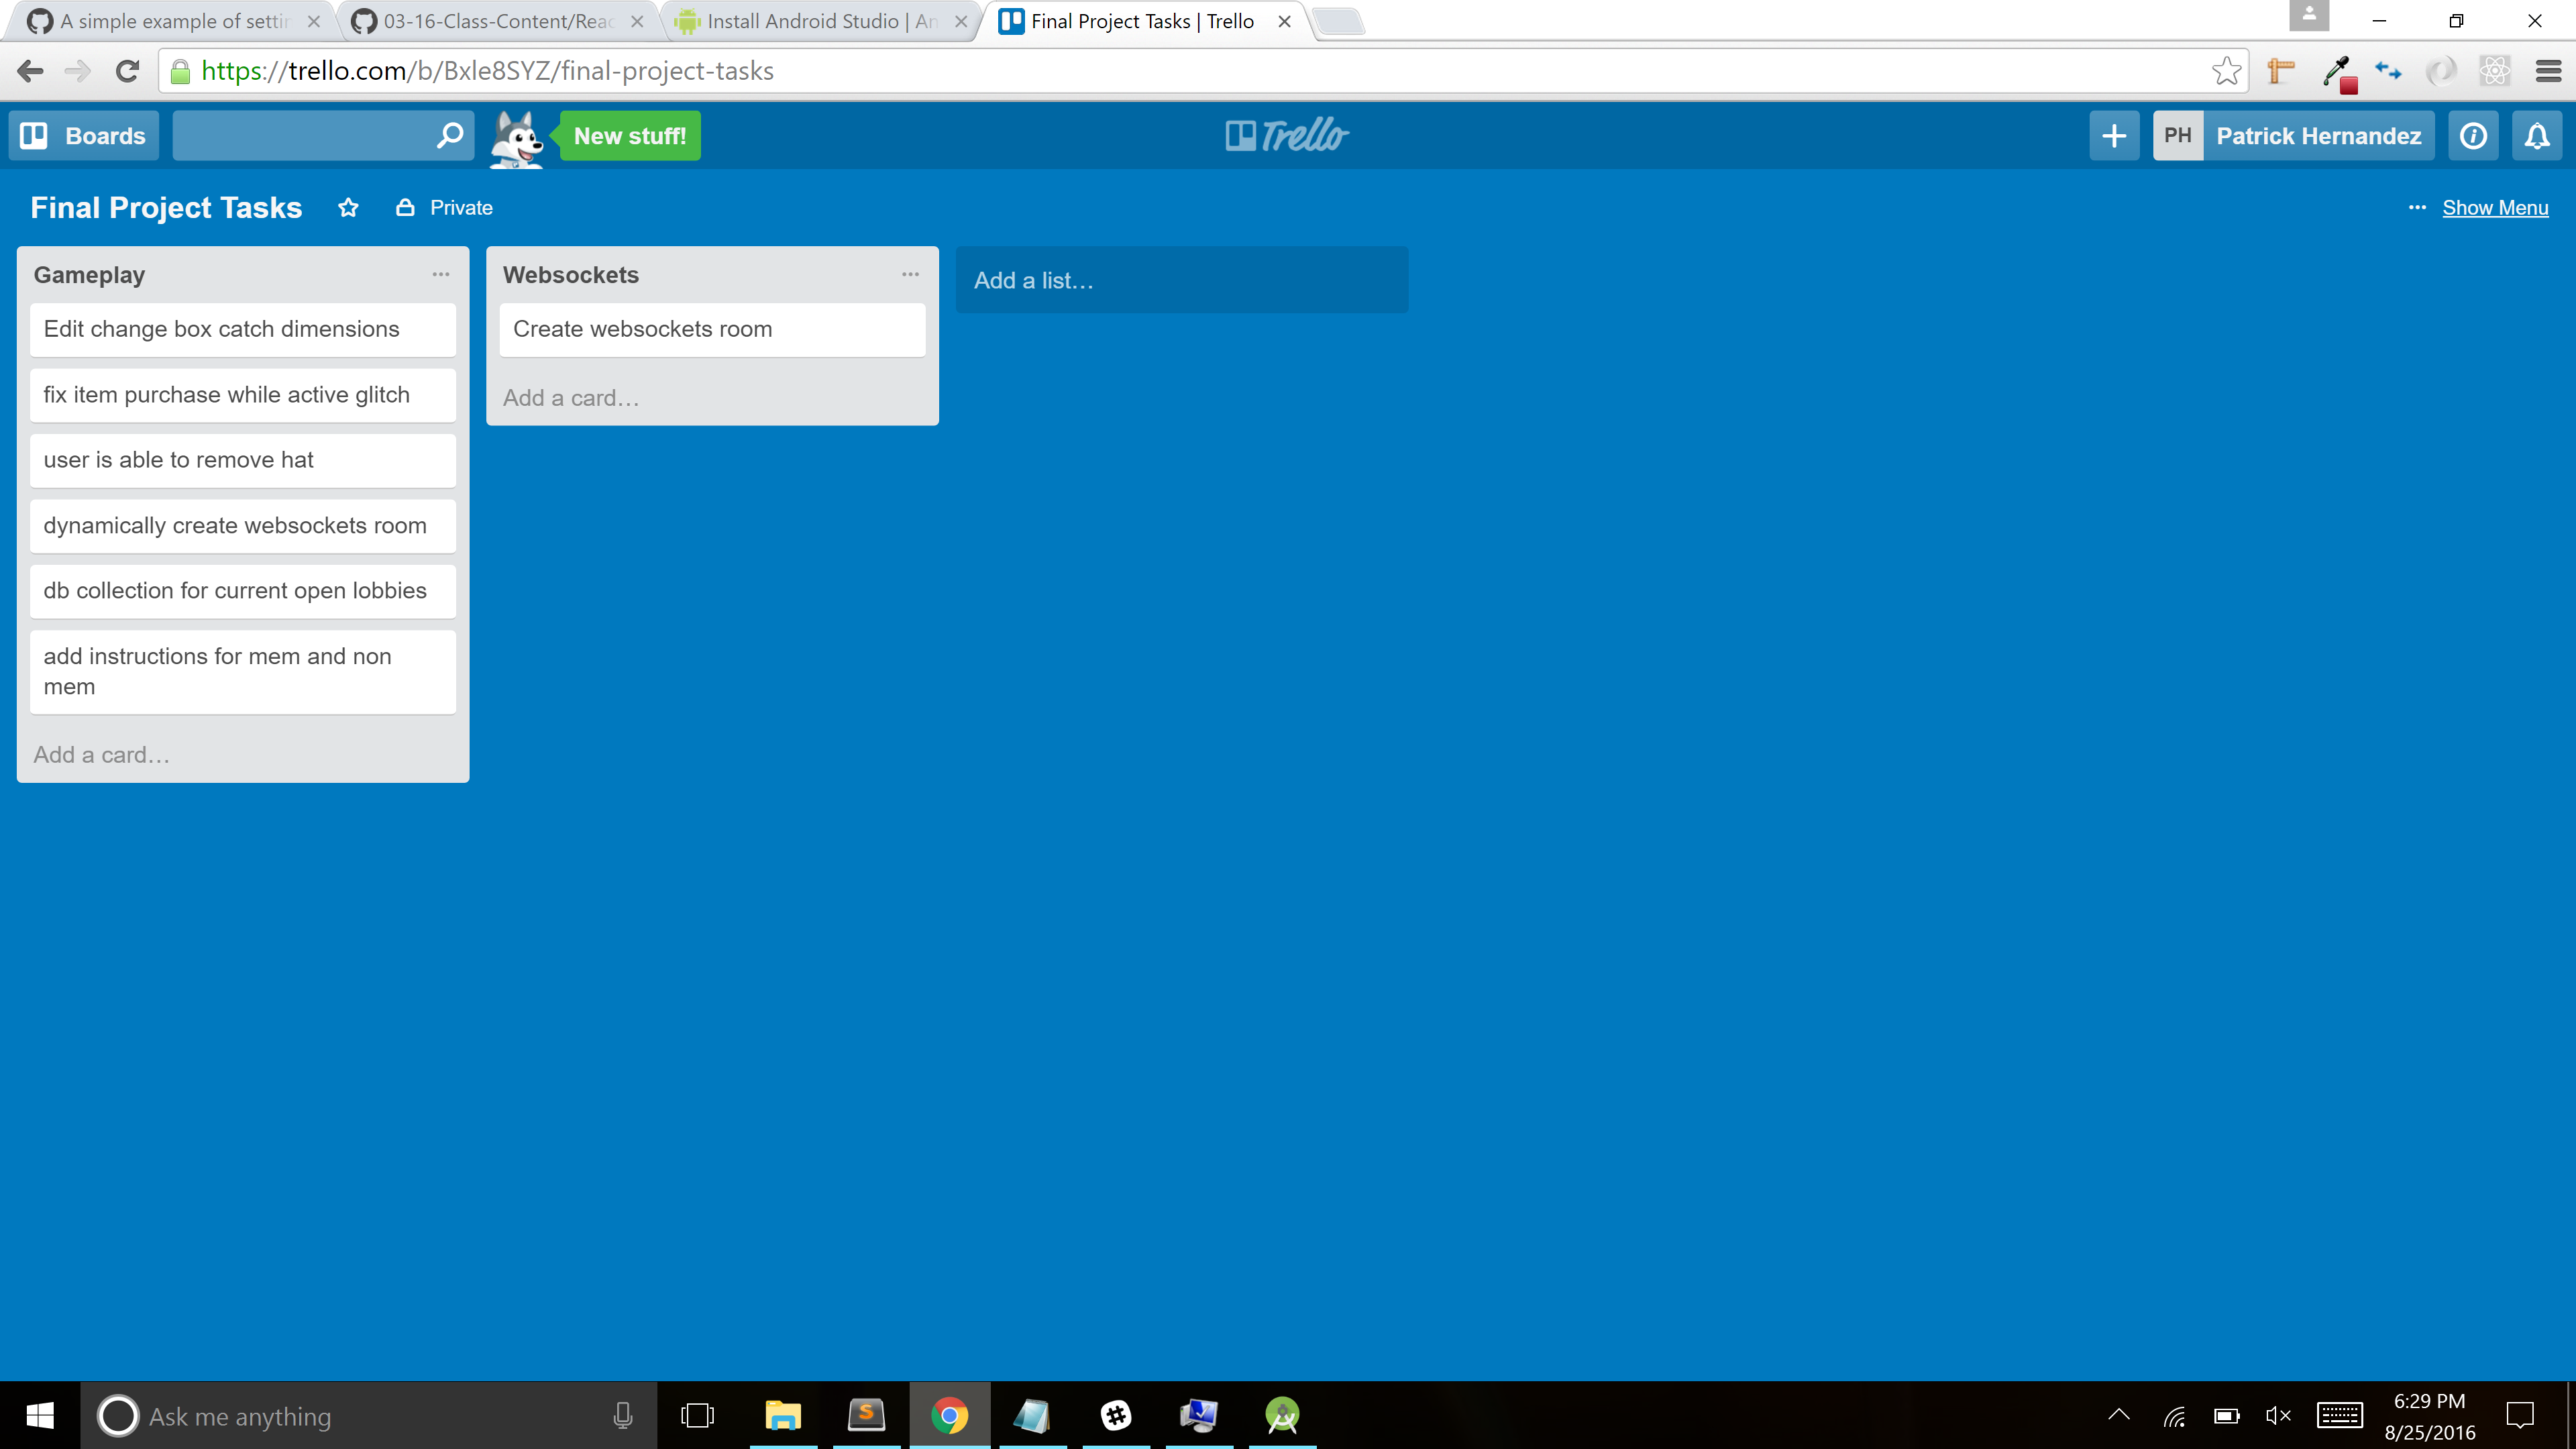 A simple example of settin
03-16-Class-Content/Reac
Install Android Studio | An
Final Project Tasks | Trello
https://trello.com/b/Bxle8SYZ/final-project-tasks
Boards
New stuff!
Trello
PH Patrick Hernandez
Final Project Tasks
Private
... Show Menu
Gameplay
Edit change box catch dimensions
fix item purchase while active glitch
user is able to remove hat
dynamically create websockets room
db collection for current open lobbies
add instructions for mem and non
mem
Add a card…
Websockets
Create websockets room
Add a card…
Add a list…
Ask me anything
S
6:29 PM
8/25/2016